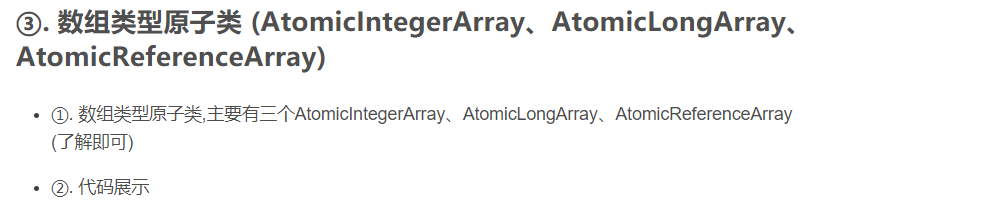 ③. 数组类型原子类 (AtomicIntegerArray、AtomicLongArray、
AtomicReferenceArray)
①. 数组类型原子类,主要有三个AtomicIntegerArray、AtomicLongArray、AtomicReferenceArray
(了解即可)
②. 代码展示